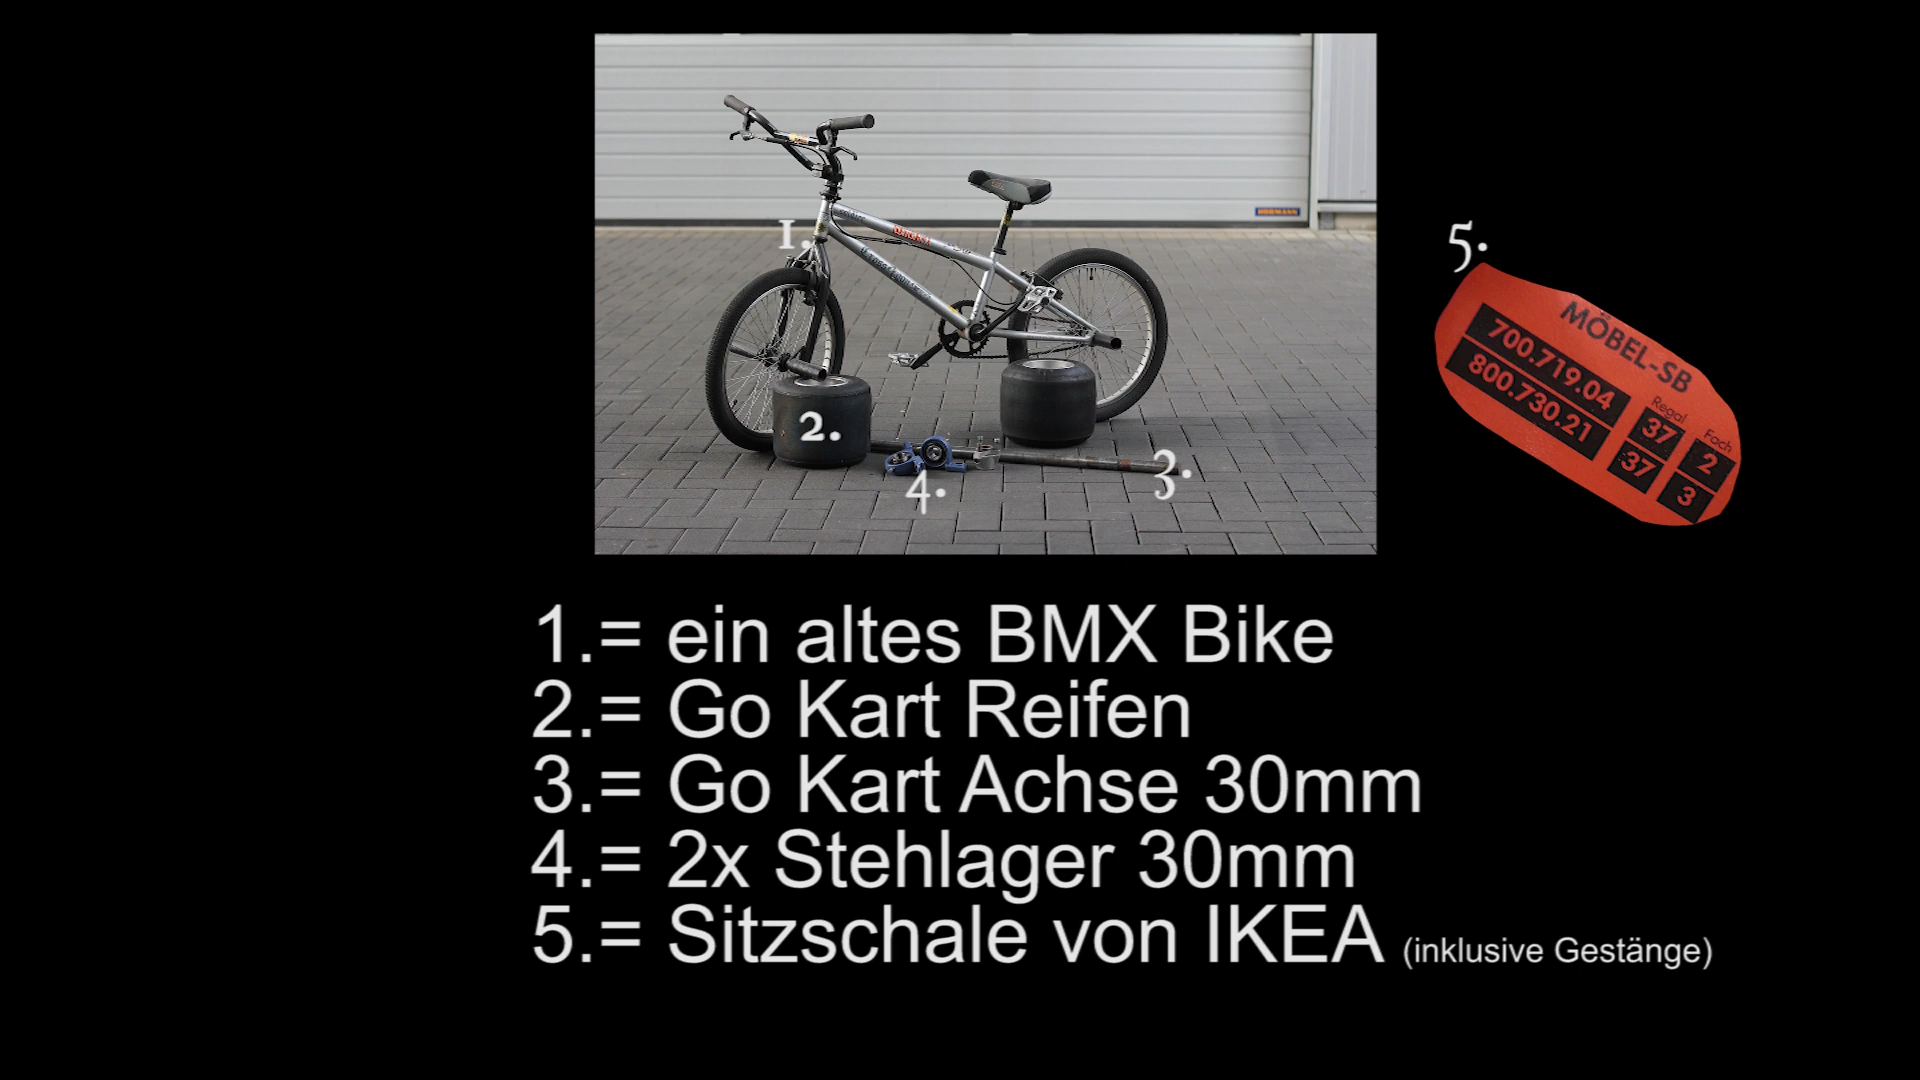 HÖRMANN
1.
2.
3.
4.
5.
MÖBEL-SB
700.719.04
800.730.21
Regal
37
37
Fach
2
3
1.= ein altes BMX Bike
2.= Go Kart Reifen
3.= Go Kart Achse 30mm
4.= 2x Stehlager 30mm
5.= Sitzschale von IKEA (inklusive Gestänge)